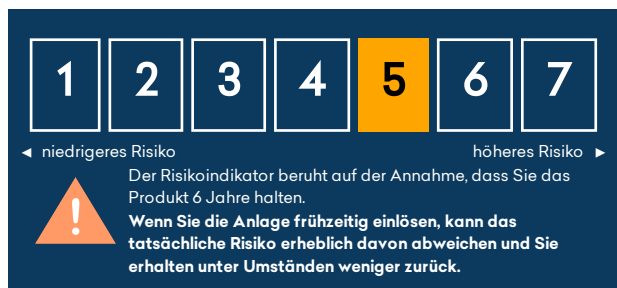 1 2 3 4 5 6 7
◄ niedrigeres Risiko höheres Risiko ►
Der Risikoindikator beruht auf der Annahme, dass Sie das
Produkt 6 Jahre halten.
Wenn Sie die Anlage frühzeitig einlösen, kann das
tatsächliche Risiko erheblich davon abweichen und Sie
erhalten unter Umständen weniger zurück.